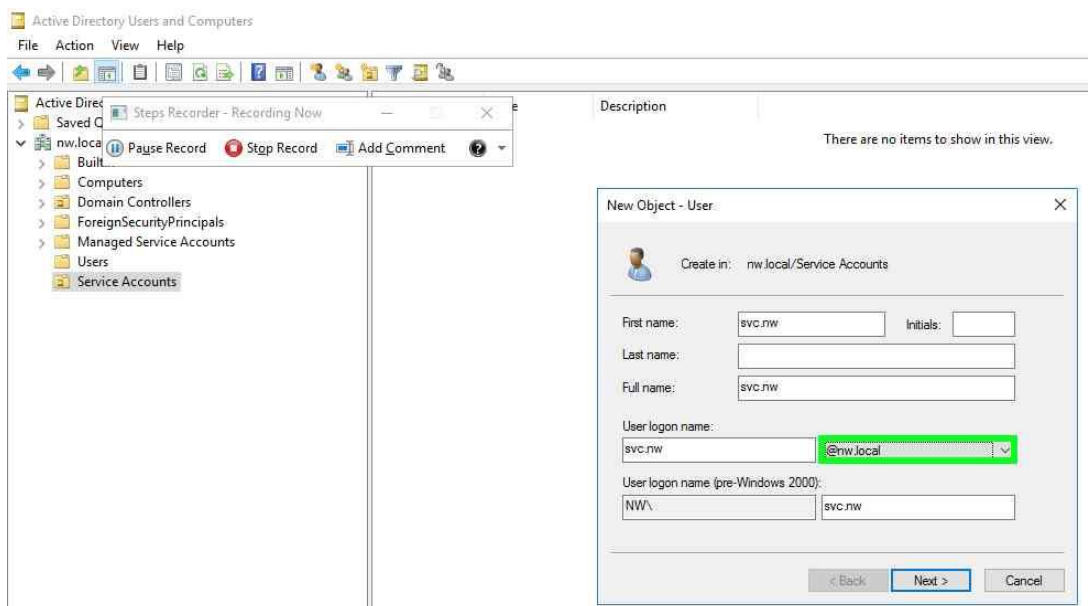 Active Directory Users and Computers
File Action View Help
Active Direc
Saved Q
nw.loca
Built
Computers
Domain Controllers
ForeignSecurityPrincipals
Managed Service Accounts
Users
Service Accounts
Steps Recorder - Recording Now
Pause Record Stop Record Add Comment
e Description
There are no items to show in this view.
New Object - User
Create in: nw.local/Service Accounts
First name: svc.nw Initials:
Last name:
Full name: svc.nw
User logon name:
svc.nw @nw.local
User logon name (pre-Windows 2000):
NW\ svc.nw
< Back Next > Cancel